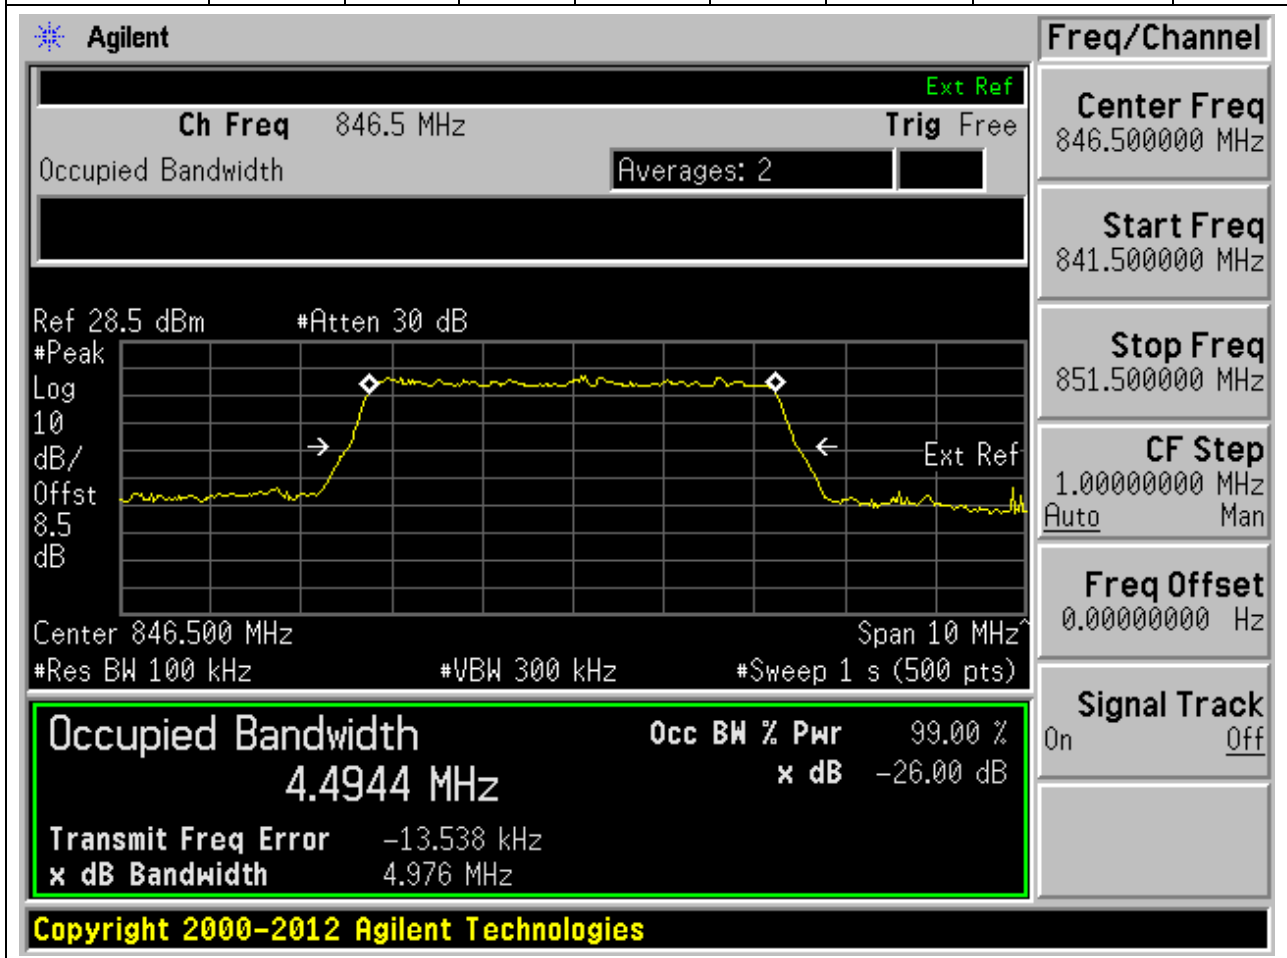 Agilent
Freq/Channel
Ext Ref
Ch Freq 846.5 MHz Trig Free
Occupied Bandwidth Averages: 2
Center Freq
846.500000 MHz
Start Freq
841.500000 MHz
Stop Freq
851.500000 MHz
CF Step
1.00000000 MHz
Auto Man
Freq Offset
0.00000000 Hz
Signal Track
On Off
Ref 28.5 dBm #Atten 30 dB
#Peak
Log
10
dB/
Offst
8.5
dB
Ext Ref
Center 846.500 MHz Span 10 MHz^
#Res BW 100 kHz #VBW 300 kHz #Sweep 1 s (500 pts)
Occupied Bandwidth Occ BW % Pwr 99.00 %
4.4944 MHz x dB -26.00 dB
Transmit Freq Error -13.538 kHz
x dB Bandwidth 4.976 MHz
Copyright 2000-2012 Agilent Technologies